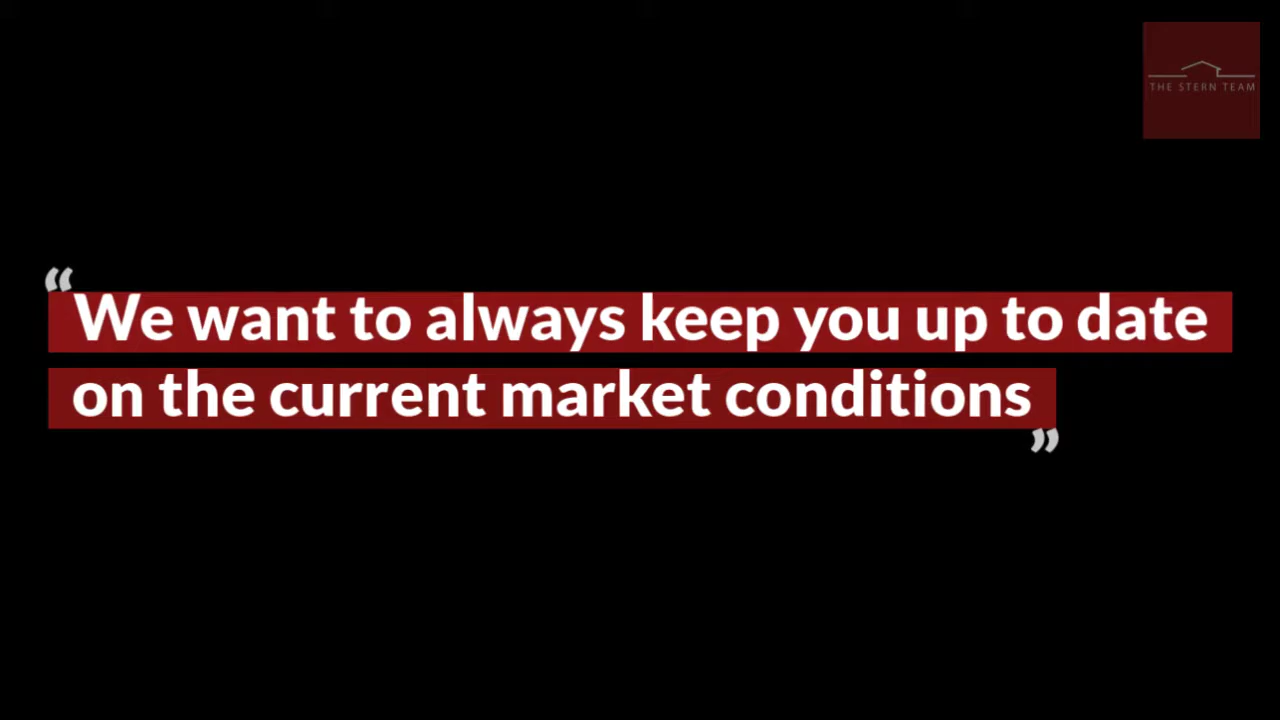 THE STERN TEAM
“We want to always keep you up to date
on the current market conditions”